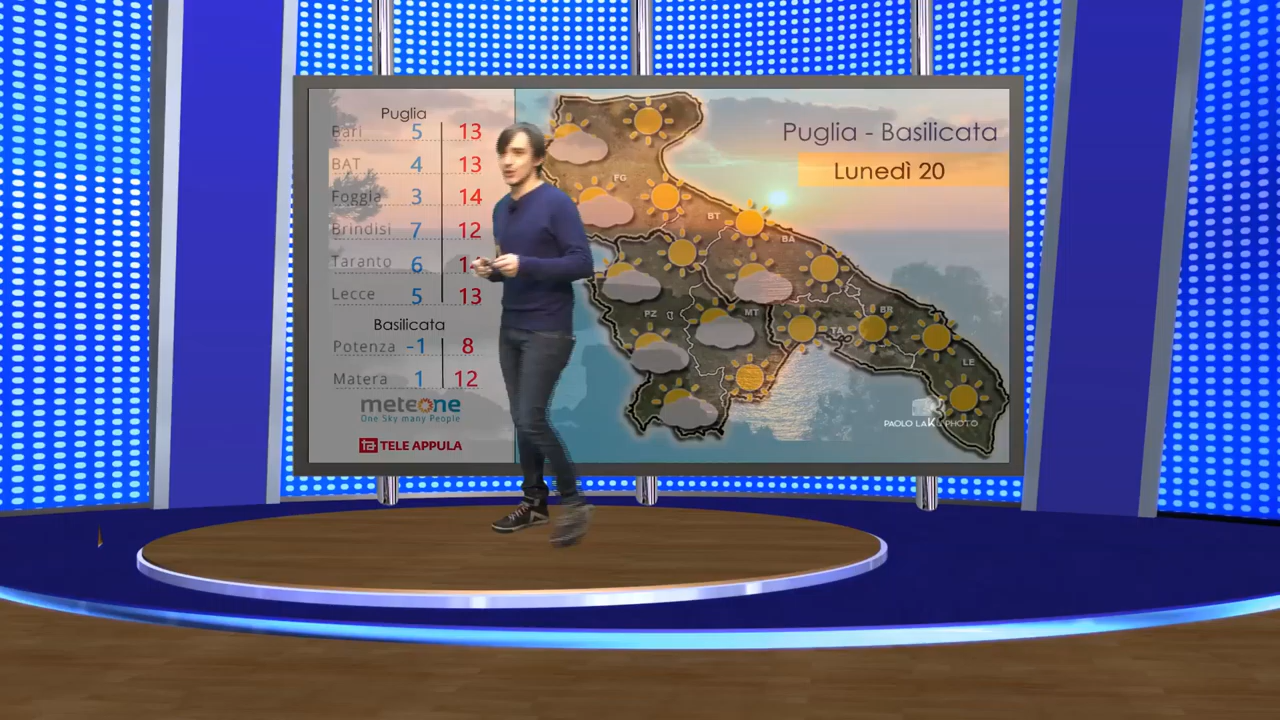 Puglia
Bari 5 13
BAT 4 13
Foggia 3 14
Brindisi 7 12
Taranto 6
Lecce 5 13
Basilicata
Potenza -1 8
Matera 1 12
meteone
One Sky many People
ta TELE APPULA
Puglia - Basilicata
Lunedì 20
FG
BT
BA
PZ
MT
BR
TA
LE
PAOLO LAKU PHOTO